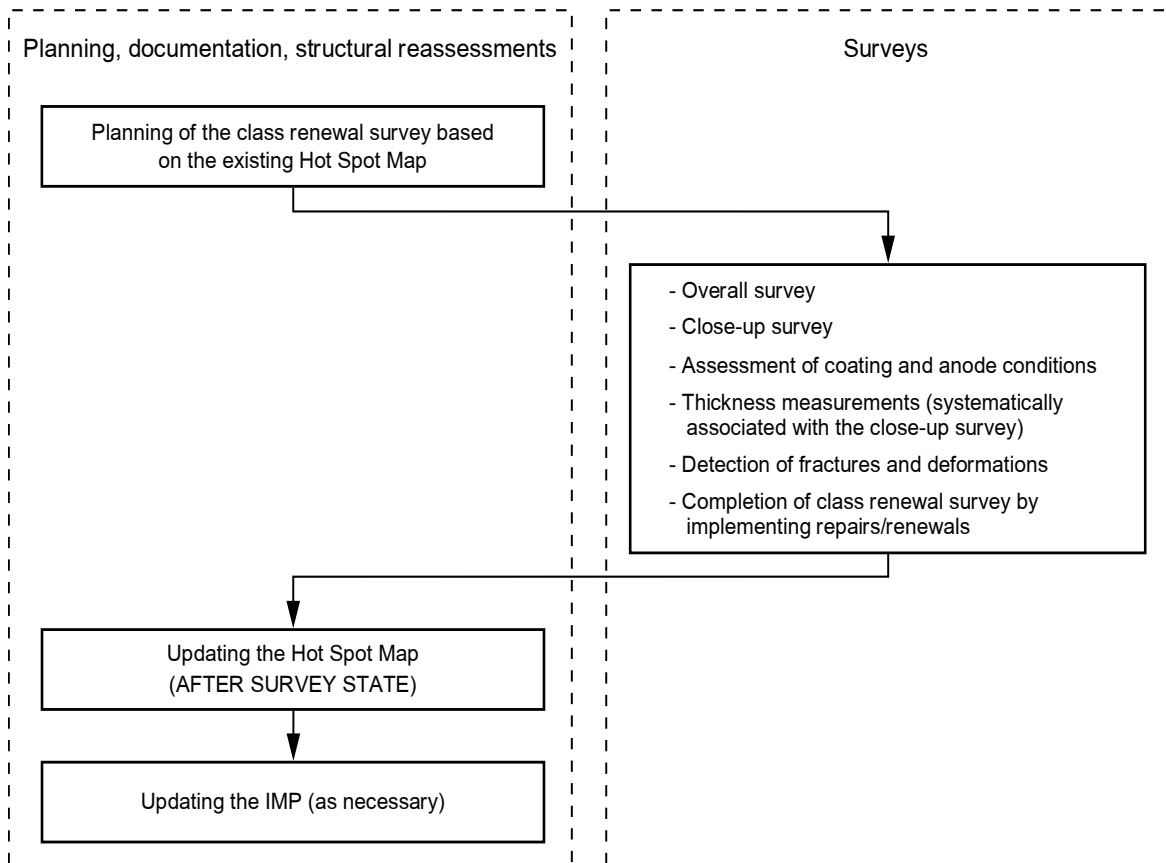 Planning, documentation, structural reassessments
Surveys
Planning of the class renewal survey based
on the existing Hot Spot Map
- Overall survey
- Close-up survey
- Assessment of coating and anode conditions
- Thickness measurements (systematically
associated with the close-up survey)
- Detection of fractures and deformations
- Completion of class renewal survey by
implementing repairs/renewals
Updating the Hot Spot Map
(AFTER SURVEY STATE)
Updating the IMP (as necessary)